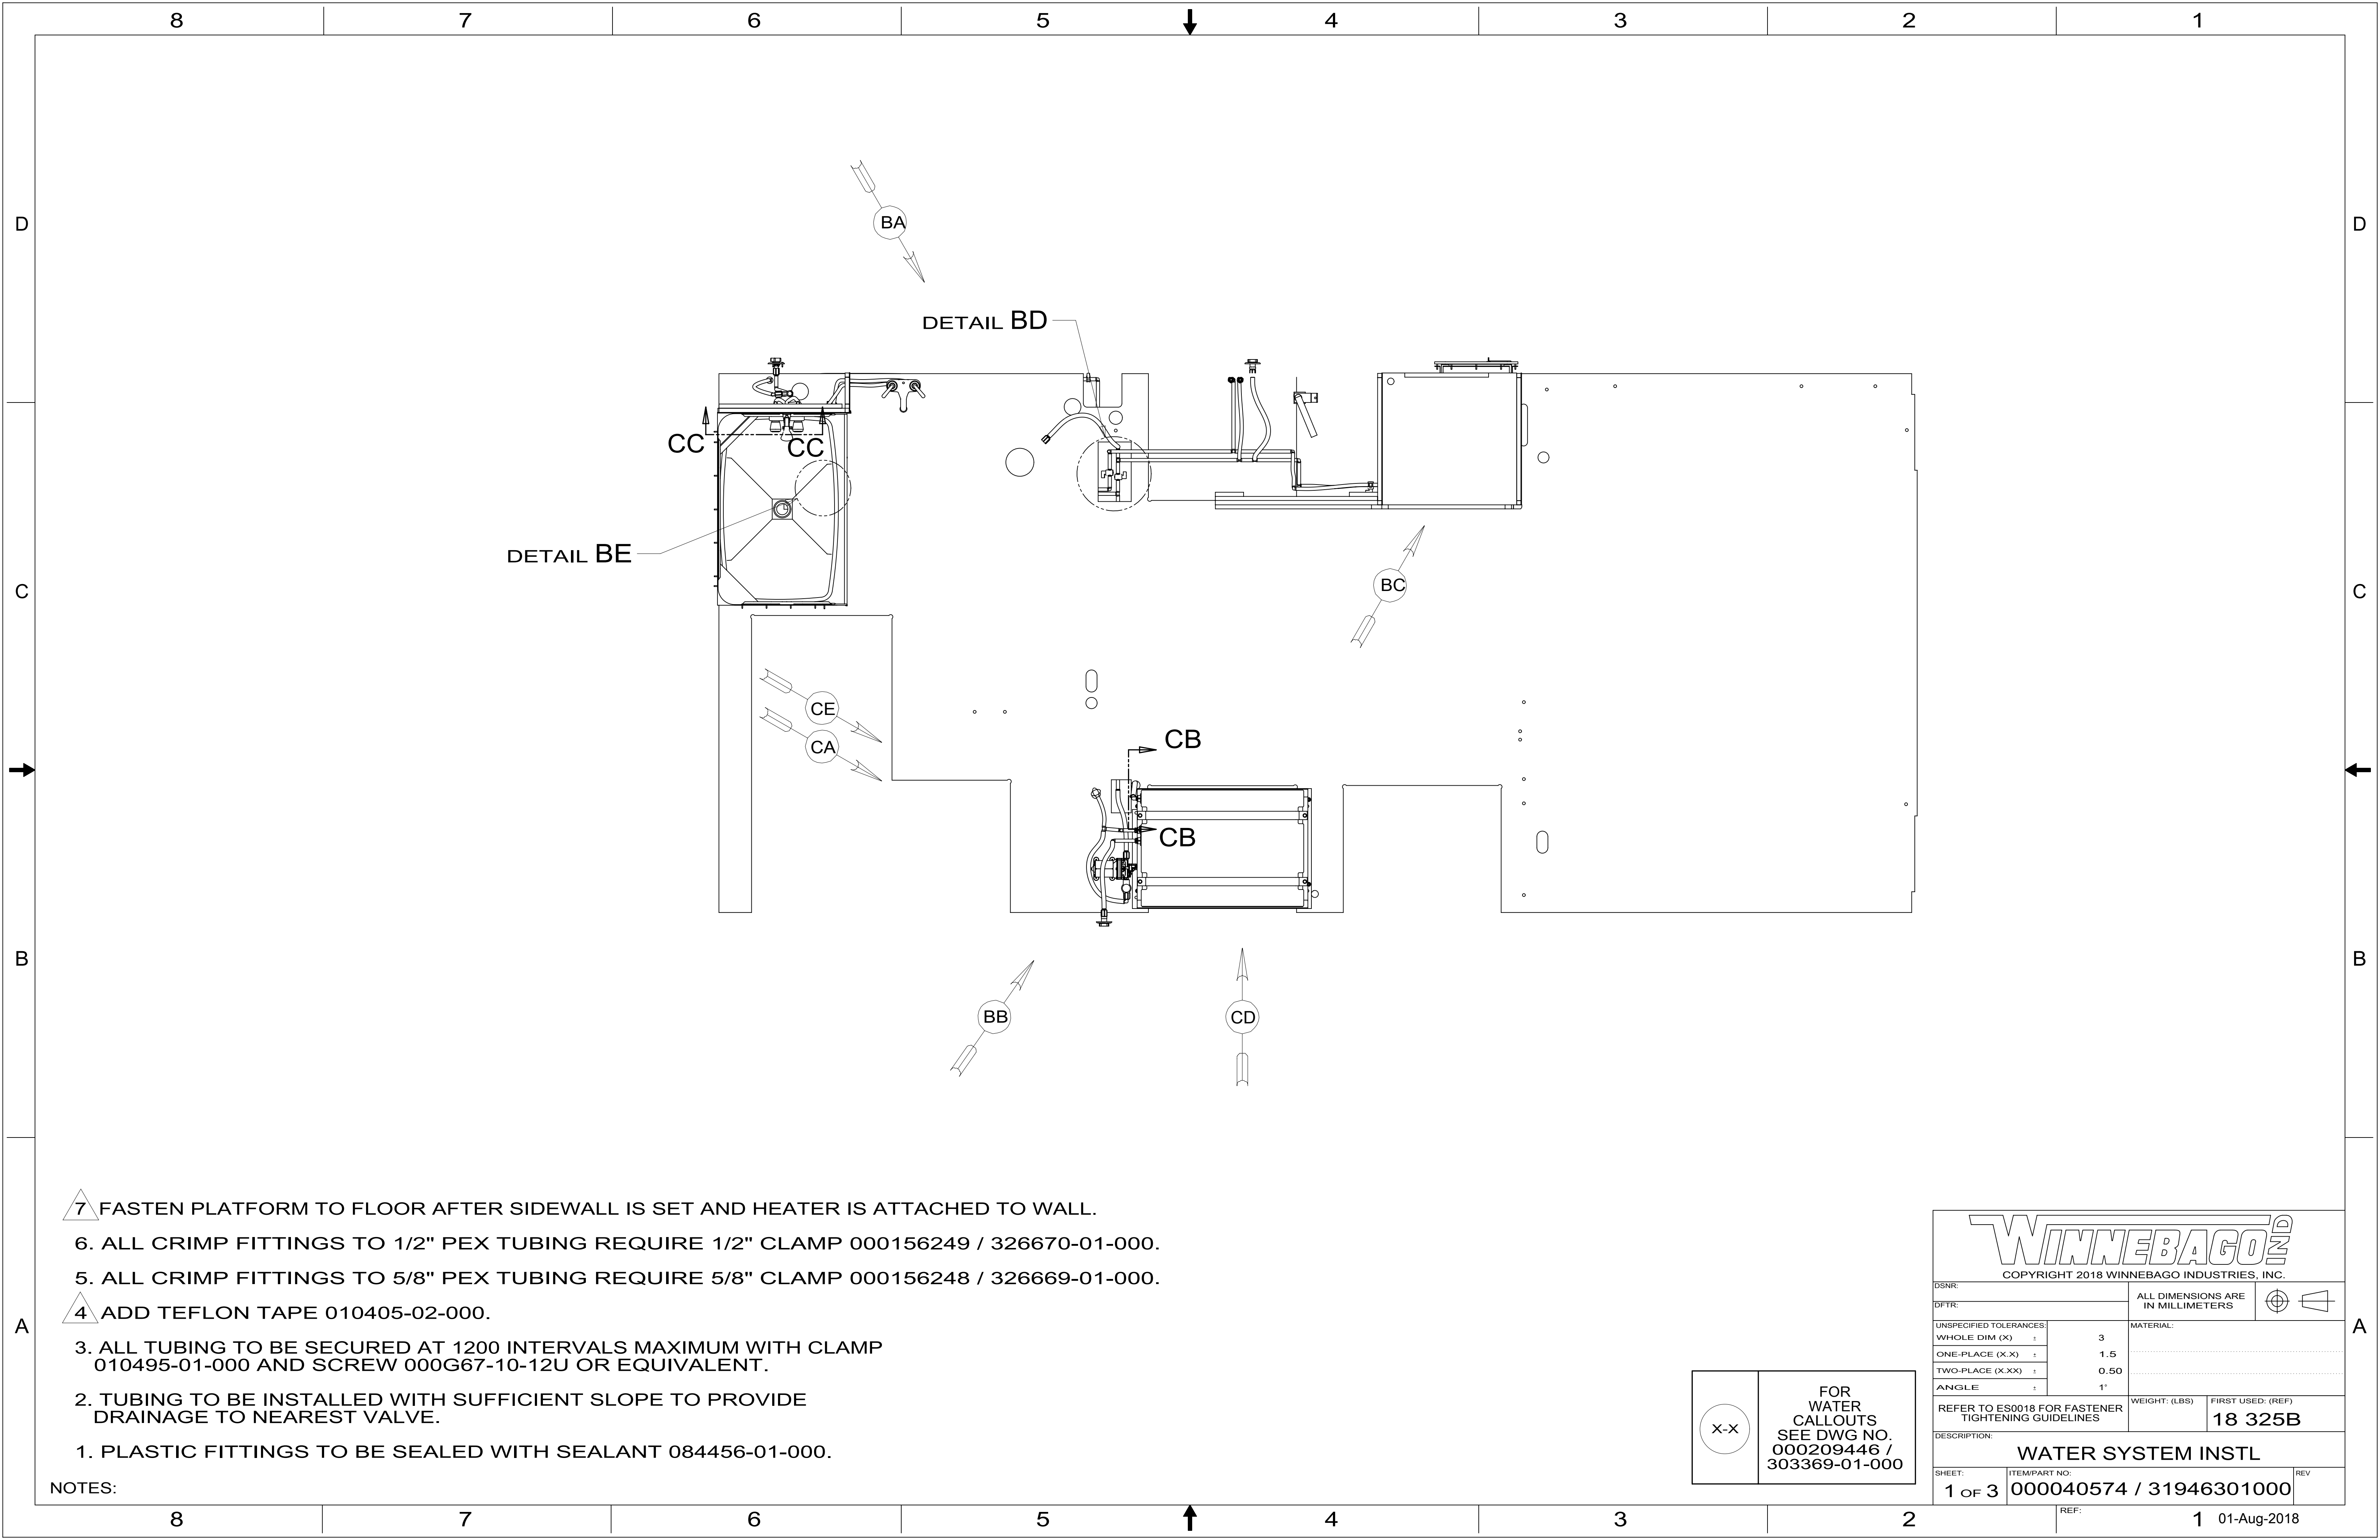 8 7 6 5 4 3 2 1
D D
BA
DETAIL BD
CC CC
DETAIL BE
BC
C C
CE
CA
CB
CB
B B
BB CD
7 FASTEN PLATFORM TO FLOOR AFTER SIDEWALL IS SET AND HEATER IS ATTACHED TO WALL.
6. ALL CRIMP FITTINGS TO 1/2" PEX TUBING REQUIRE 1/2" CLAMP 000156249 / 326670-01-000.
5. ALL CRIMP FITTINGS TO 5/8" PEX TUBING REQUIRE 5/8" CLAMP 000156248 / 326669-01-000.
4 ADD TEFLON TAPE 010405-02-000.
3. ALL TUBING TO BE SECURED AT 1200 INTERVALS MAXIMUM WITH CLAMP
010495-01-000 AND SCREW 000G67-10-12U OR EQUIVALENT.
2. TUBING TO BE INSTALLED WITH SUFFICIENT SLOPE TO PROVIDE
DRAINAGE TO NEAREST VALVE.
1. PLASTIC FITTINGS TO BE SEALED WITH SEALANT 084456-01-000.
NOTES:
A A
X-X
FOR
WATER
CALLOUTS
SEE DWG NO.
000209446 /
303369-01-000
WINNEBAGO IND
COPYRIGHT 2018 WINNEBAGO INDUSTRIES, INC.
DSNR:
DFTR:
ALL DIMENSIONS ARE
IN MILLIMETERS
UNSPECIFIED TOLERANCES:
WHOLE DIM (X) ± 3
ONE-PLACE (X.X) ± 1.5
TWO-PLACE (X.XX) ± 0.50
ANGLE ± 1°
MATERIAL:
REFER TO ES0018 FOR FASTENER
TIGHTENING GUIDELINES
WEIGHT: (LBS)
FIRST USED: (REF)
18 325B
DESCRIPTION:
WATER SYSTEM INSTL
SHEET:
1 OF 3
ITEM/PART NO:
000040574 / 31946301000
REV
REF:
8 7 6 5 4 3 2 1
01-Aug-2018